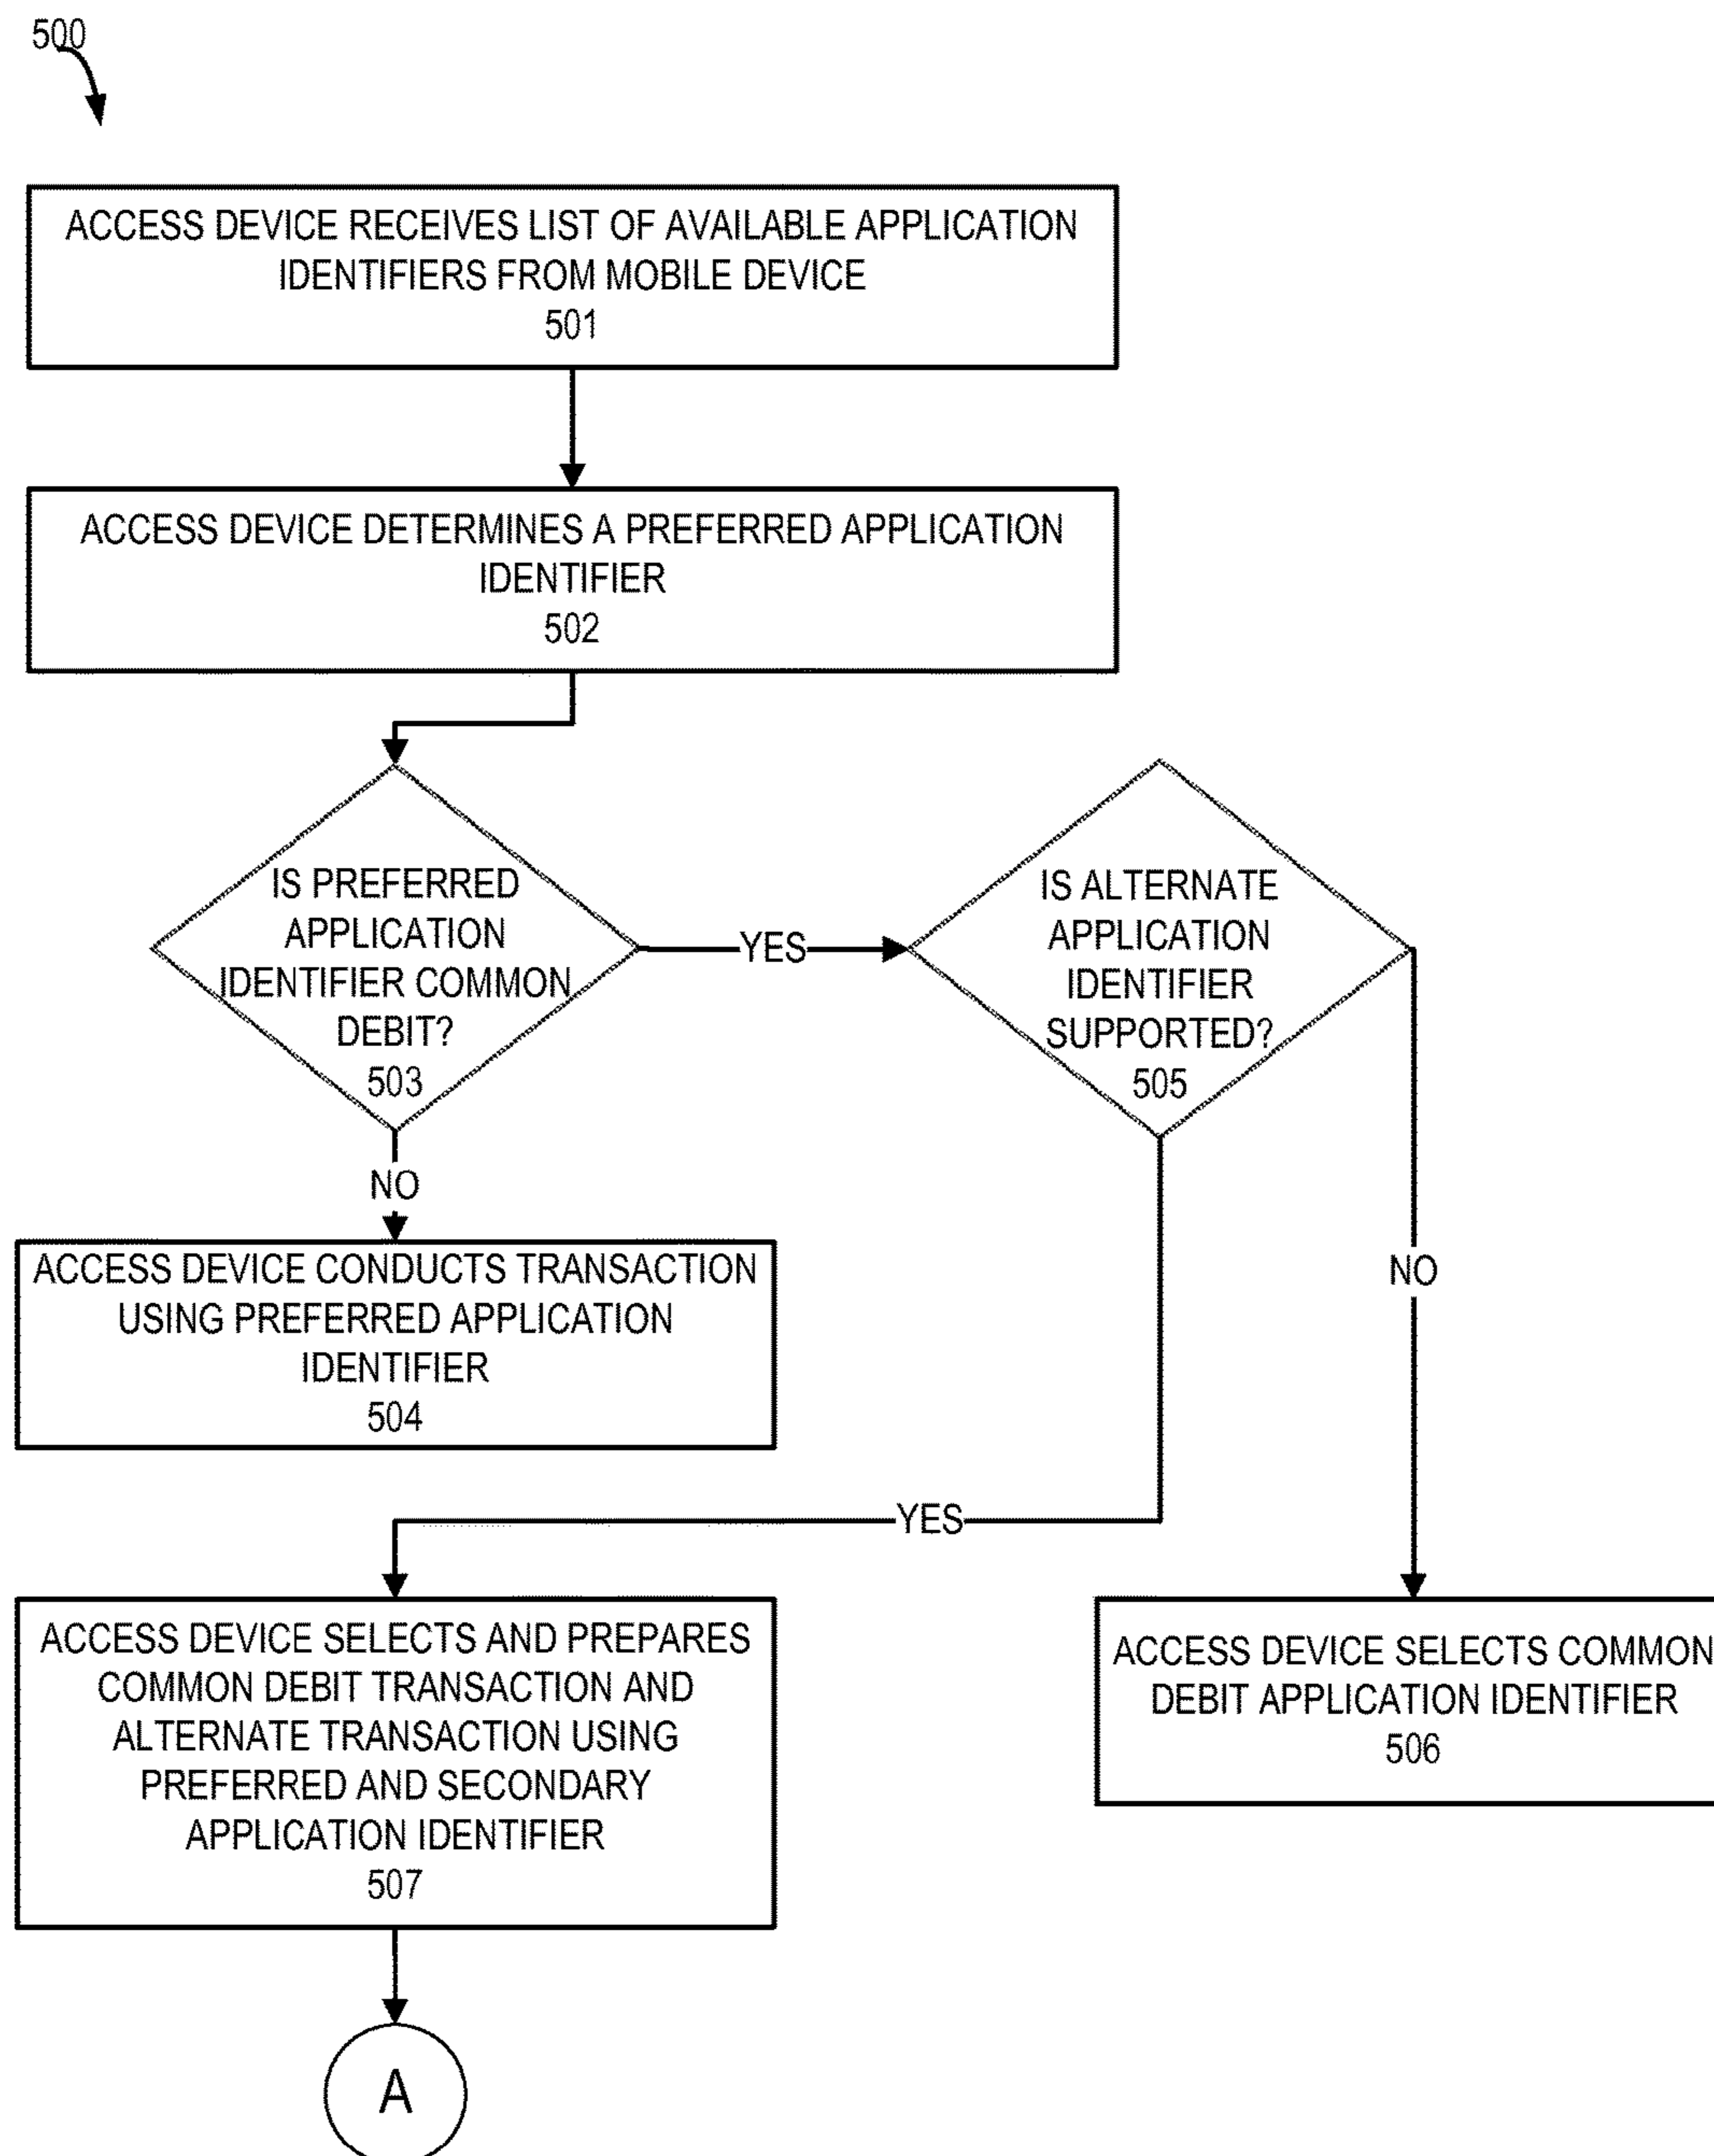 500
ACCESS DEVICE RECEIVES LIST OF AVAILABLE APPLICATION
IDENTIFIERS FROM MOBILE DEVICE
501
ACCESS DEVICE DETERMINES A PREFERRED APPLICATION
IDENTIFIER
502
IS PREFERRED
APPLICATION
IDENTIFIER COMMON
DEBIT?
503
YES
IS ALTERNATE
APPLICATION
IDENTIFIER
SUPPORTED?
505
NO
ACCESS DEVICE CONDUCTS TRANSACTION
USING PREFERRED APPLICATION
IDENTIFIER
504
NO
YES
ACCESS DEVICE SELECTS AND PREPARES
COMMON DEBIT TRANSACTION AND
ALTERNATE TRANSACTION USING
PREFERRED AND SECONDARY
APPLICATION IDENTIFIER
507
ACCESS DEVICE SELECTS COMMON
DEBIT APPLICATION IDENTIFIER
506
A